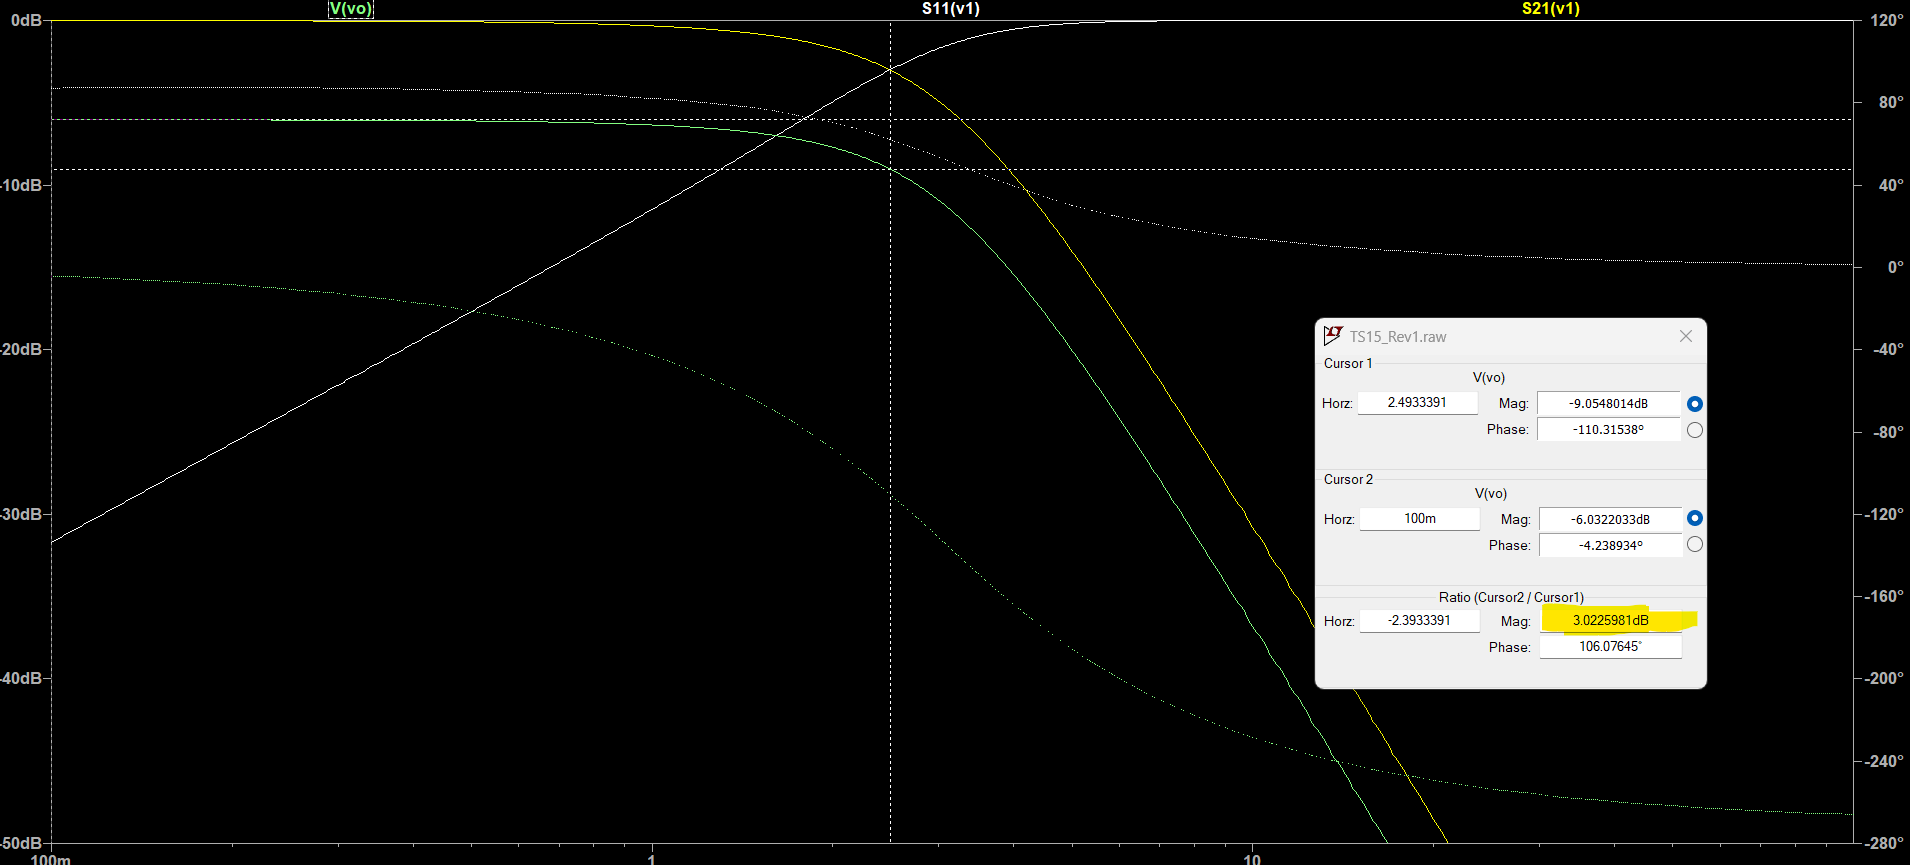 V(vo) S11(v1) S21(v1)
0dB 120°
80°
-10dB 40°
0°
-20dB -40°
-80°
-30dB -120°
-160°
-40dB -200°
-240°
-50dB -280°
100m 1 10
TS15_Rev1.raw
Cursor 1
V(vo)
Horz: 2.4933391 Mag: -9.0548014dB
Phase: -110.31538°
Cursor 2
V(vo)
Horz: 100m Mag: -6.0322033dB
Phase: -4.238934°
Ratio (Cursor2 / Cursor1)
Horz: -2.3933391 Mag: 3.0225981dB
Phase: 106.07645°